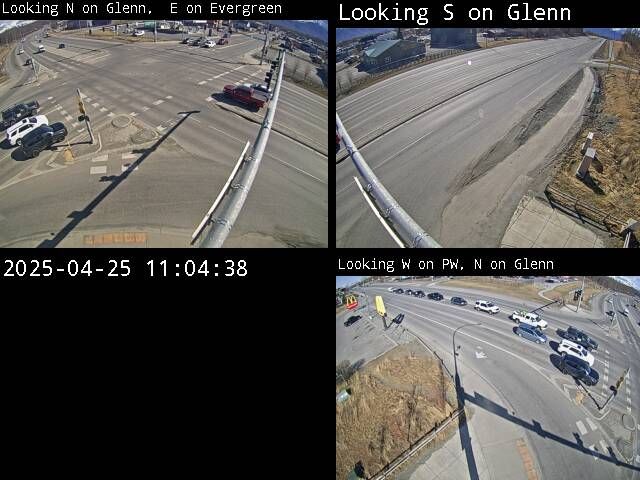 Looking N on Glenn,  E on Evergreen
Looking S on Glenn
2025-04-25 11:04:38
Looking W on PW, N on Glenn